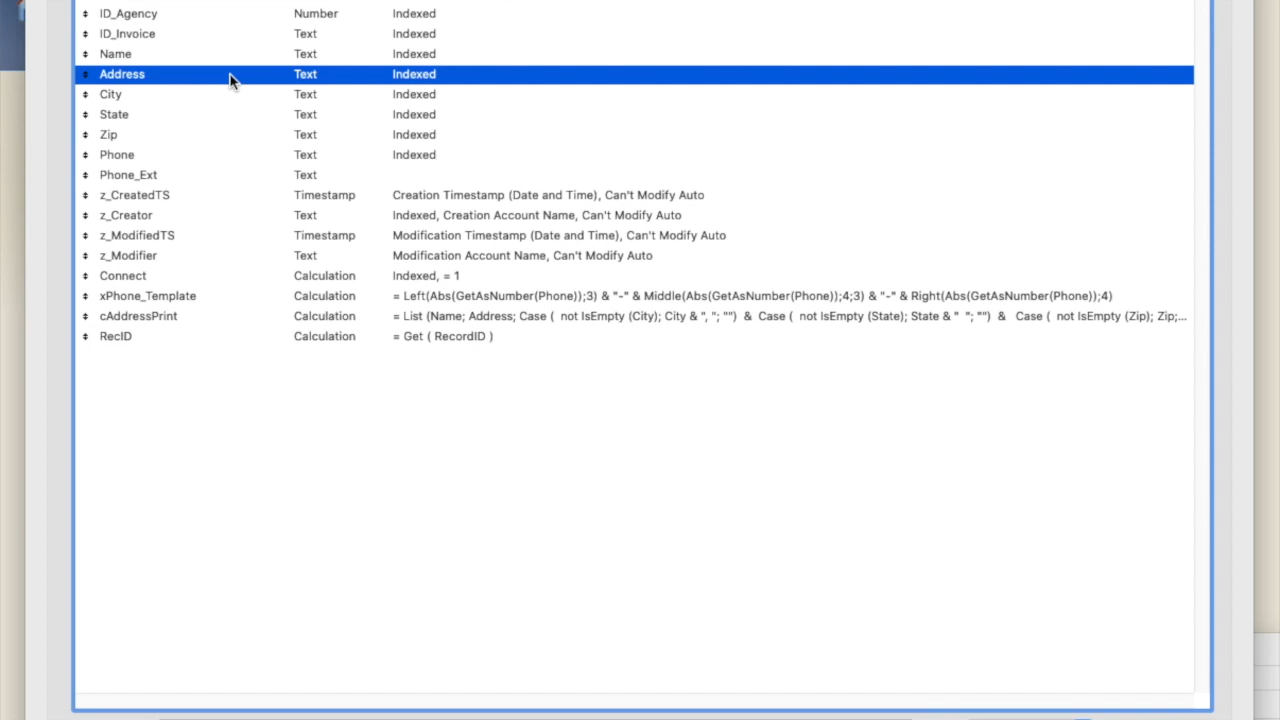 ID_Agency Number Indexed
ID_Invoice Text Indexed
Name Text Indexed
Address Text Indexed
City Text Indexed
State Text Indexed
Zip Text Indexed
Phone Text Indexed
Phone_Ext Text
z_CreatedTS Timestamp Creation Timestamp (Date and Time), Can't Modify Auto
z_Creator Text Indexed, Creation Account Name, Can't Modify Auto
z_ModifiedTS Timestamp Modification Timestamp (Date and Time), Can't Modify Auto
z_Modifier Text Modification Account Name, Can't Modify Auto
Connect Calculation Indexed, = 1
xPhone_Template Calculation = Left(Abs(GetAsNumber(Phone));3) & "-" & Middle(Abs(GetAsNumber(Phone));4;3) & "-" & Right(Abs(GetAsNumber(Phone));4)
cAddressPrint Calculation = List (Name; Address; Case ( not IsEmpty (City); City & ", "; "") & Case ( not IsEmpty (State); State & "  "; "") & Case ( not IsEmpty (Zip); Zip;...
RecID Calculation = Get ( RecordID )